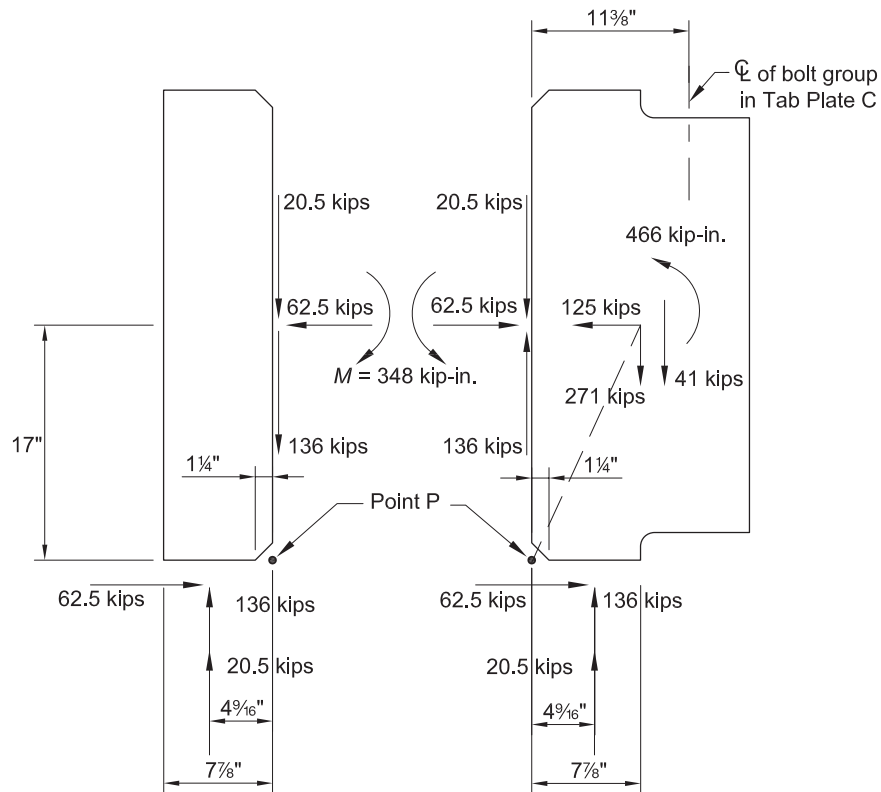 11⅜"
℄ of bolt group
in Tab Plate C
20.5 kips
20.5 kips
466 kip-in.
62.5 kips
62.5 kips
125 kips
M = 348 kip-in.
41 kips
271 kips
17"
136 kips
136 kips
1¼"
1¼"
Point P
62.5 kips
136 kips
62.5 kips
136 kips
20.5 kips
20.5 kips
4⁹⁄₁₆"
4⁹⁄₁₆"
7⅞"
7⅞"